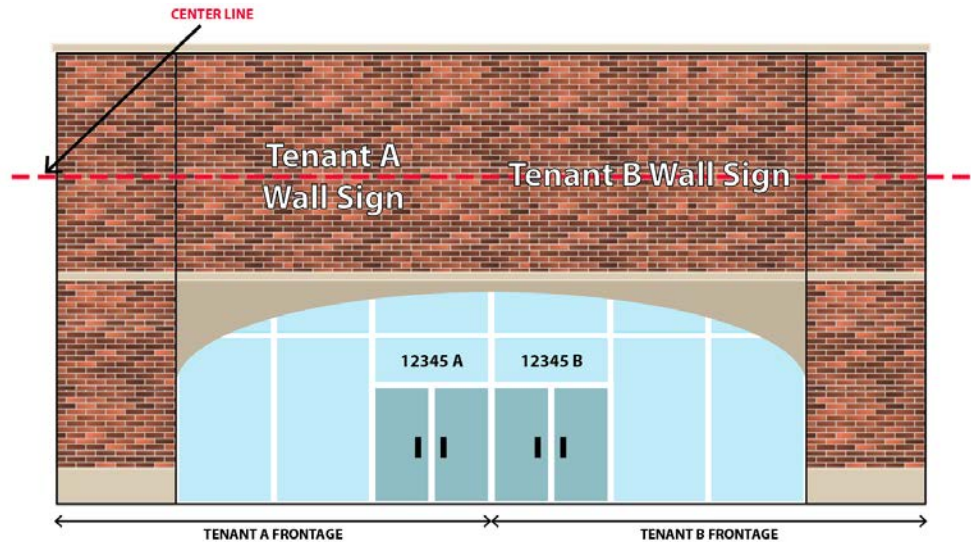 CENTER LINE
Tenant A
Wall Sign
Tenant B Wall Sign
12345 A
12345 B
TENANT A FRONTAGE
TENANT B FRONTAGE